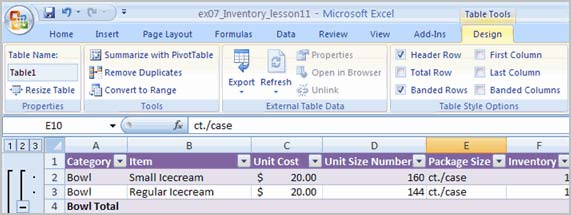 ex07_Inventory_lesson11 - Microsoft Excel
Table Tools
Home Insert Page Layout Formulas Data Review View Design
Table Name:
Table1
Resize Table
Properties
Summarize with PivotTable
Remove Duplicates
Convert to Range
Tools
Export Refresh
Properties
Open in Browser
Unlink
External Table Data
Header Row First Column
Total Row Last Column
Banded Rows Banded Columns
Table Style Options
E10 fx ct./case
1 2 3 A B C D E F
1 Category Item Unit Cost Unit Size Number Package Size Inventory
2 Bowl Small Icecream $ 20.00 160 ct./case 1
3 Bowl Regular Icecream $ 20.00 144 ct./case 1
4 Bowl Total